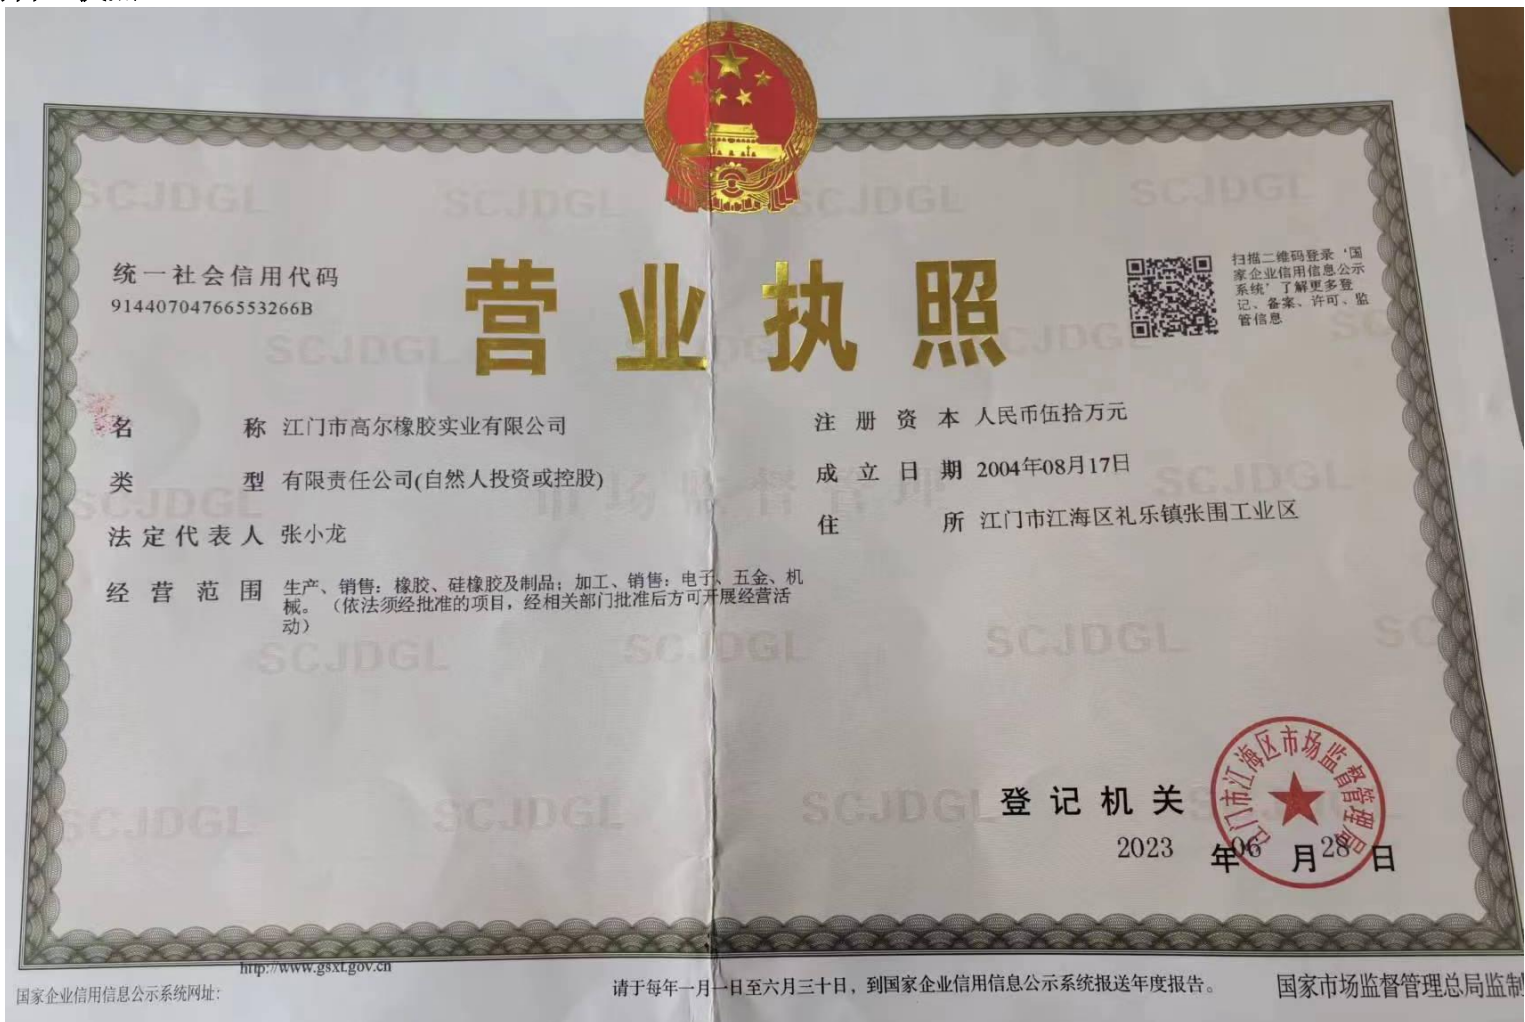 统一社会信用代码
91440704766553266B
营业执照
扫描二维码登录‘国
家企业信用信息公示
系统’了解更多登
记、备案、许可、监
管信息
名称 江门市高尔橡胶实业有限公司
类型 有限责任公司(自然人投资或控股)
法定代表人 张小龙
经营范围 生产、销售：橡胶、硅橡胶及制品；加工、销售：电子、五金、机
械。（依法须经批准的项目，经相关部门批准后方可开展经营活
动）
注册资本 人民币伍拾万元
成立日期 2004年08月17日
住所 江门市江海区礼乐镇张围工业区
登记机关
江门市江海区市场监督管理局
2023 年 06 月 28 日
http://www.gsxt.gov.cn
国家企业信用信息公示系统网址：
请于每年一月一日至六月三十日，到国家企业信用信息公示系统报送年度报告。
国家市场监督管理总局监制
SCJDGL
市场监督管理